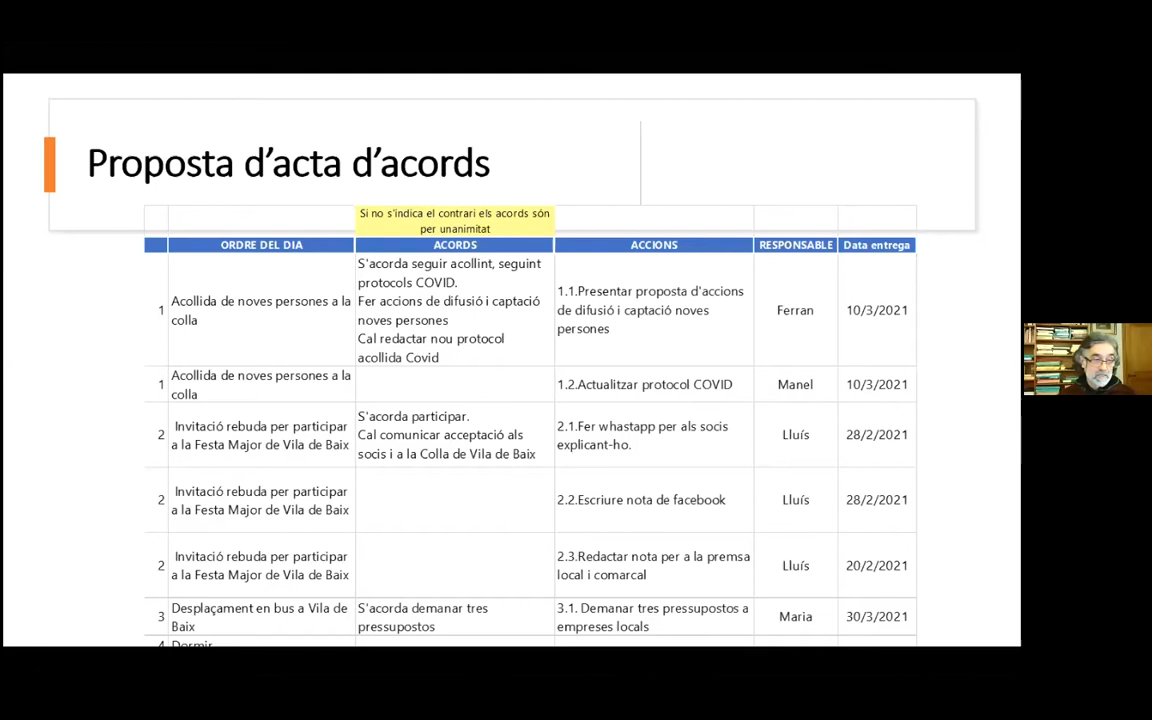 Proposta d’acta d’acords
Si no s'indica el contrari els acords són
per unanimitat
ORDRE DEL DIA ACORDS ACCIONS RESPONSABLE Data entrega
1 Acollida de noves persones a la
colla
S'acorda seguir acollint, seguint
protocols COVID.
Fer accions de difusió i captació
noves persones
Cal redactar nou protocol
acollida Covid
1.1.Presentar proposta d'accions
de difusió i captació noves
persones
Ferran
10/3/2021
1 Acollida de noves persones a la
colla
1.2.Actualitzar protocol COVID
Manel
10/3/2021
2 Invitació rebuda per participar
a la Festa Major de Vila de Baix
S'acorda participar.
Cal comunicar acceptació als
socis i a la Colla de Vila de Baix
2.1.Fer whastapp per als socis
explicant-ho.
Lluís
28/2/2021
2 Invitació rebuda per participar
a la Festa Major de Vila de Baix
2.2.Escriure nota de facebook
Lluís
28/2/2021
2 Invitació rebuda per participar
a la Festa Major de Vila de Baix
2.3.Redactar nota per a la premsa
local i comarcal
Lluís
20/2/2021
3 Desplaçament en bus a Vila de
Baix
S'acorda demanar tres
pressupostos
3.1. Demanar tres pressupostos a
empreses locals
Maria
30/3/2021
4 Dormir